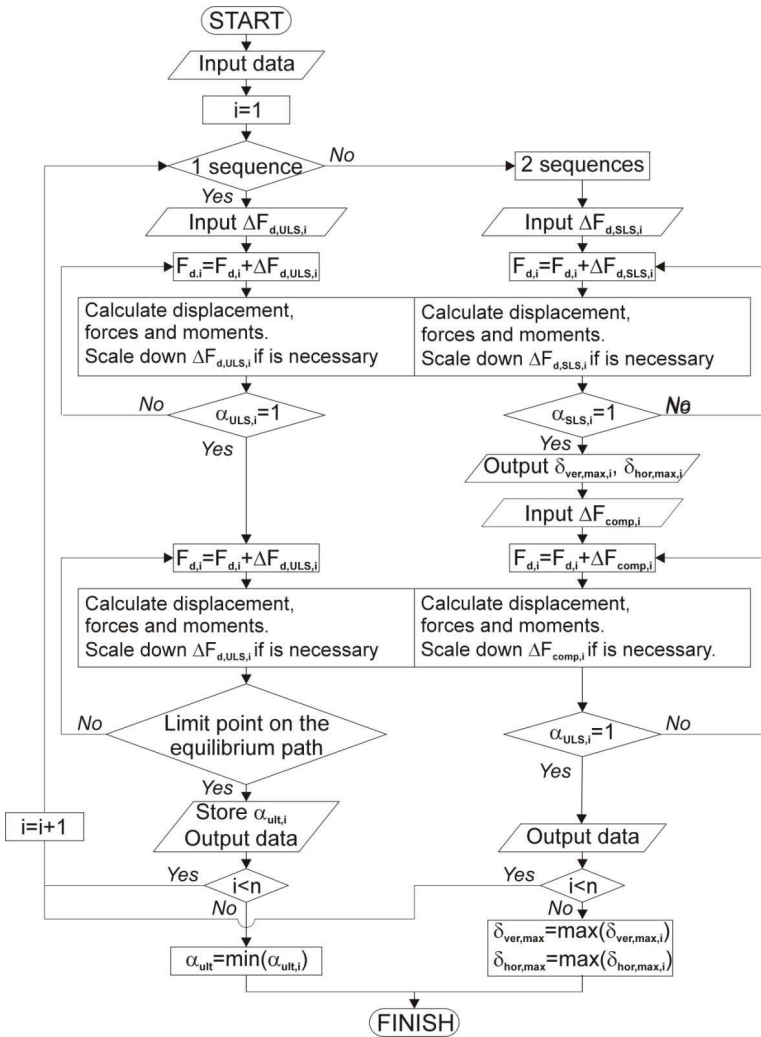 START
Input data
i=1
1 sequence
No
2 sequences
Yes
Input ΔF_d,ULS,i
Input ΔF_d,SLS,i
F_d,i=F_d,i+ΔF_d,ULS,i
F_d,i=F_d,i+ΔF_d,SLS,i
Calculate displacement,
forces and moments.
Scale down ΔF_d,ULS,i if is necessary
Calculate displacement,
forces and moments.
Scale down ΔF_d,SLS,i if is necessary
No
α_ULS,i=1
Yes
α_SLS,i=1
No
Yes
Output δ_ver,max,i, δ_hor,max,i
Input ΔF_comp,i
F_d,i=F_d,i+ΔF_d,ULS,i
F_d,i=F_d,i+ΔF_comp,i
Calculate displacement,
forces and moments.
Scale down ΔF_d,ULS,i if is necessary
Calculate displacement,
forces and moments.
Scale down ΔF_comp,i if is necessary.
No
Limit point on the
equilibrium path
Yes
α_ULS,i=1
No
Yes
i=i+1
Store α_ult,i
Output data
Output data
Yes
i<n
No
Yes
i<n
No
α_ult=min(α_ult,i)
δ_ver,max=max(δ_ver,max,i)
δ_hor,max=max(δ_hor,max,i)
FINISH